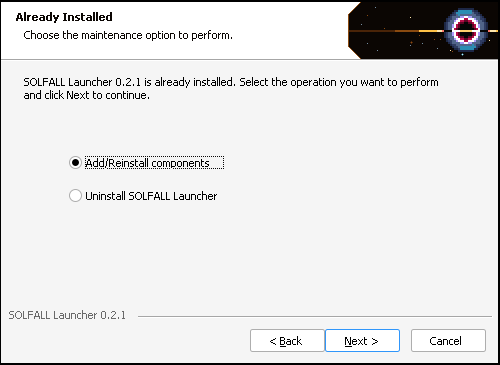 Already Installed
Choose the maintenance option to perform.
SOLFALL Launcher 0.2.1 is already installed. Select the operation you want to perform
and click Next to continue.
Add/Reinstall components
Uninstall SOLFALL Launcher
SOLFALL Launcher 0.2.1
< Back Next > Cancel